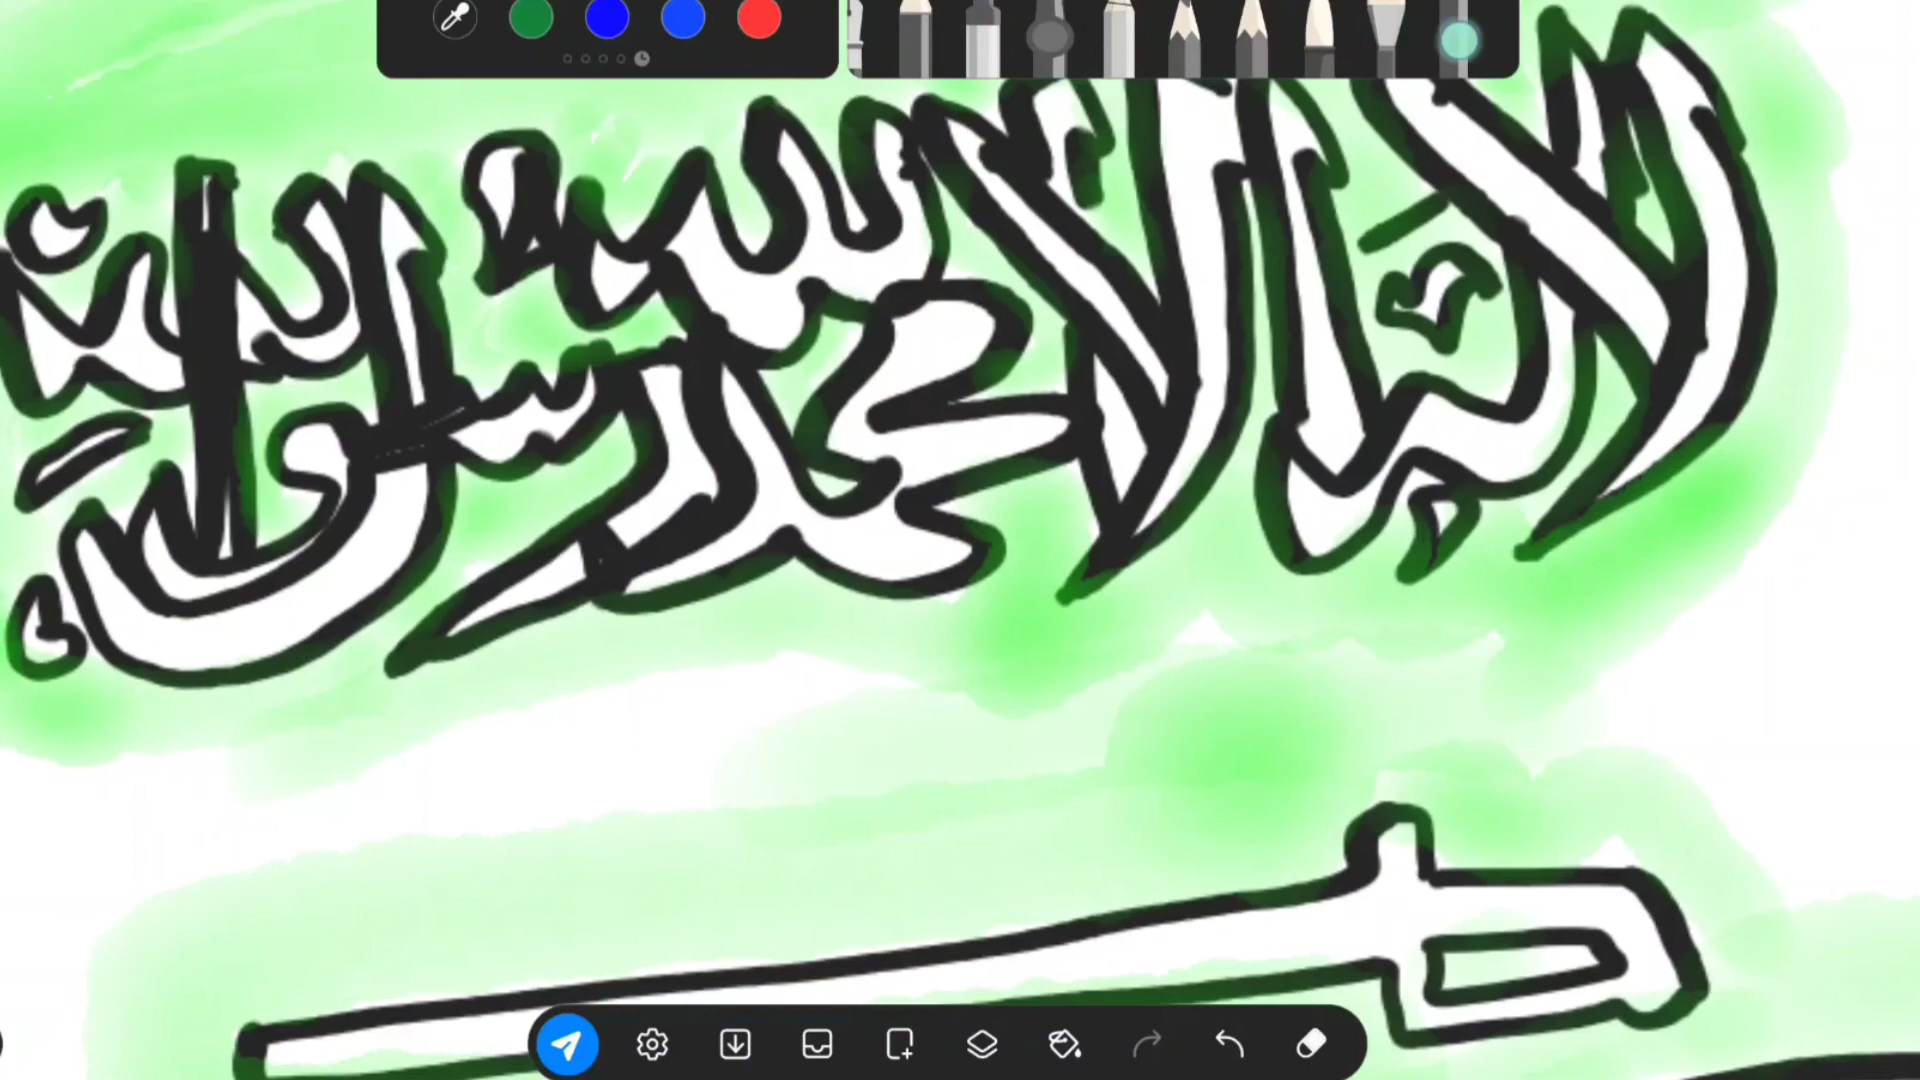 لا إله إلا الله محمد رسول الله